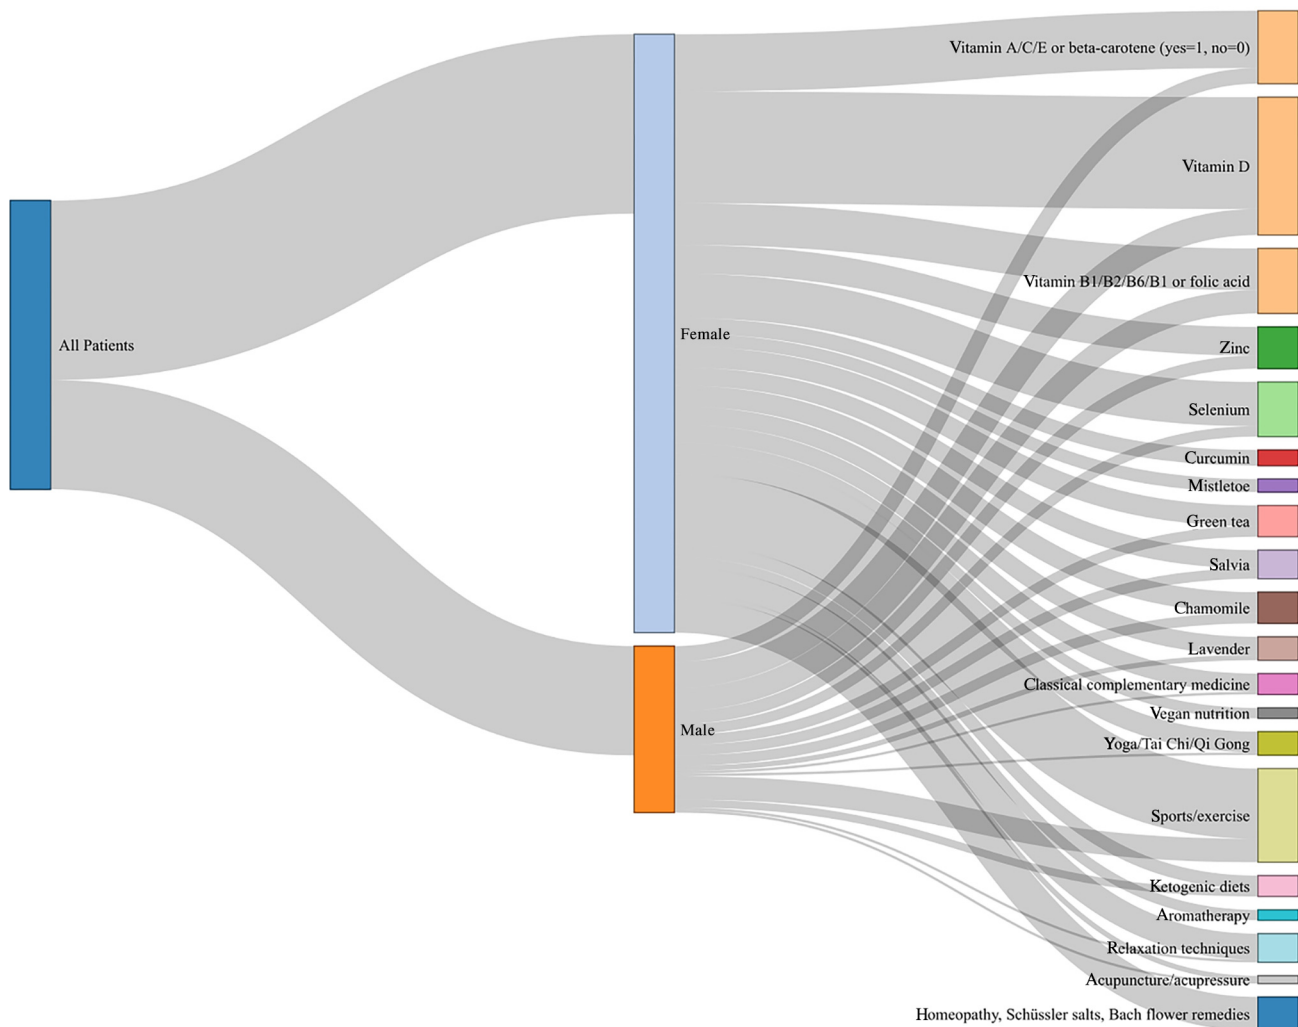 All Patients
Female
Male
Vitamin A/C/E or beta-carotene (yes=1, no=0)
Vitamin D
Vitamin B1/B2/B6/B1 or folic acid
Zinc
Selenium
Curcumin
Mistletoe
Green tea
Salvia
Chamomile
Lavender
Classical complementary medicine
Vegan nutrition
Yoga/Tai Chi/Qi Gong
Sports/exercise
Ketogenic diets
Aromatherapy
Relaxation techniques
Acupuncture/acupressure
Homeopathy, Schüssler salts, Bach flower remedies